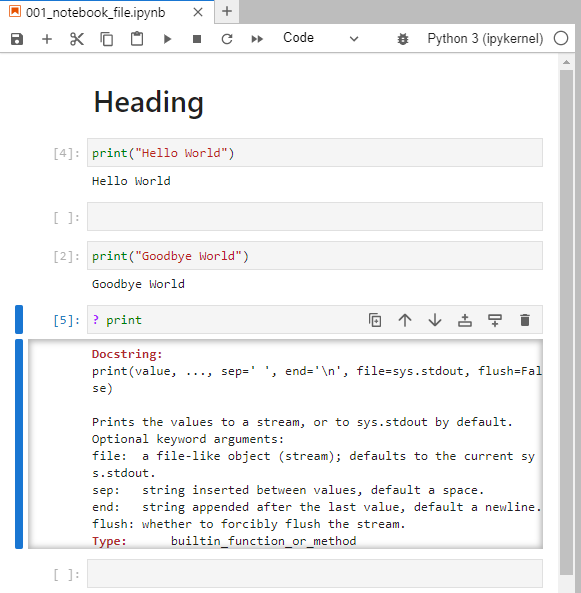 001_notebook_file.ipynb
Code
Python 3 (ipykernel)
Heading
[4]: print("Hello World")
Hello World
[ ]:
[2]: print("Goodbye World")
Goodbye World
[5]: ? print
Docstring:
print(value, ..., sep=' ', end='\n', file=sys.stdout, flush=Fal
se)
Prints the values to a stream, or to sys.stdout by default.
Optional keyword arguments:
file:  a file-like object (stream); defaults to the current sy
s.stdout.
sep:   string inserted between values, default a space.
end:   string appended after the last value, default a newline.
flush: whether to forcibly flush the stream.
Type:      builtin_function_or_method
[ ]: